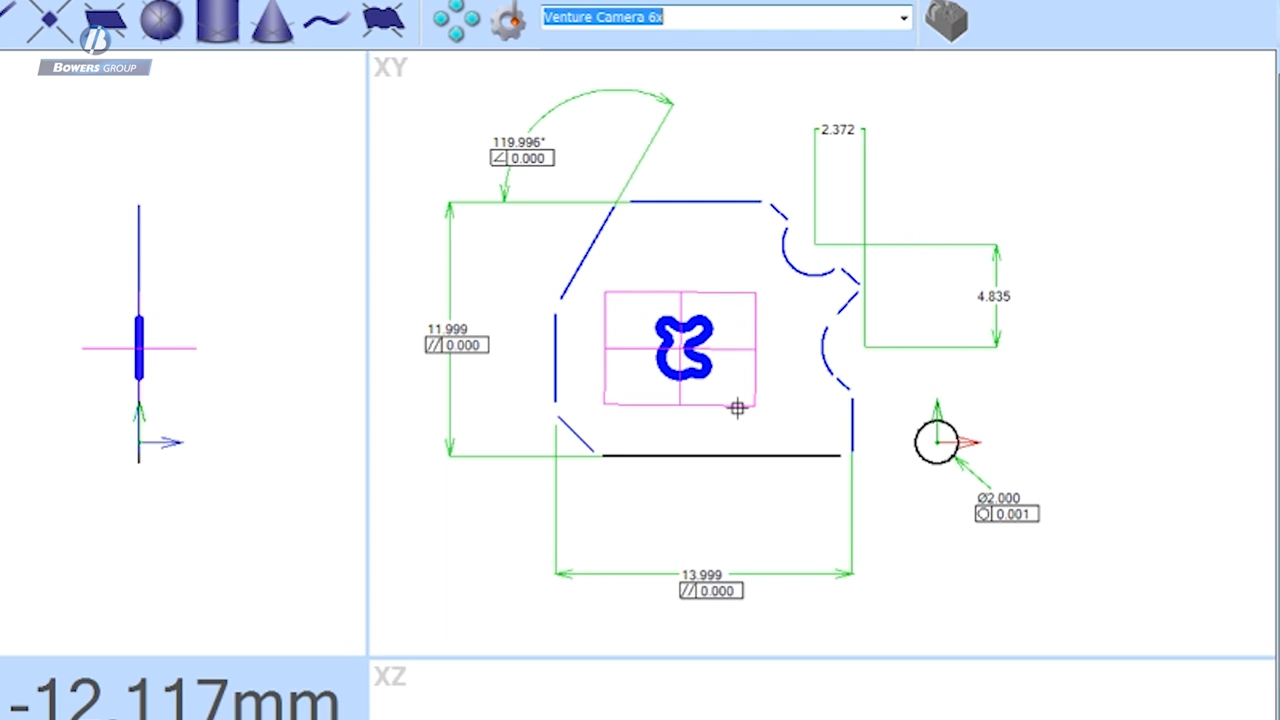 Venture Camera 6x
BOWERS GROUP
XY
119.996°
∠ 0.000
2.372
4.835
11.999
// 0.000
Ø2.000
○ 0.001
13.999
// 0.000
XZ
-12.117mm